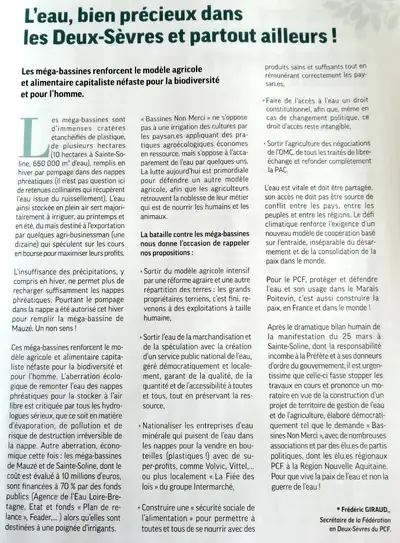 L'eau, bien précieux dans
les Deux-Sèvres et partout ailleurs !
Les méga-bassines renforcent le modèle agricole
et alimentaire capitaliste néfaste pour la biodiversité
et pour l'homme.
Les méga-bassines sont
d'immenses cratères
étanchéifiés de plastique,
de plusieurs hectares
(10 hectares à Sainte-So-
line, 650 000 m³ d'eau), remplis en
hiver par pompage dans des nappes
phréatiques (il n'est pas question ici
de retenues collinaires qui récupèrent
l'eau issue du ruissellement). L'eau
ainsi stockée en plein air sert majori-
tairement à irriguer, au printemps et
en été, du maïs destiné à l'exportation
par quelques agri-businessman (une
dizaine) qui spéculent sur les cours
en bourse pour maximiser leurs profits.
L'insuffisance des précipitations, y
compris en hiver, ne permet plus de
recharger suffisamment les nappes
phréatiques. Pourtant le pompage
dans la nappe a été autorisé cet hiver
pour remplir la méga-bassine de
Mauzé. Un non sens !
Ces méga-bassines renforcent le mo-
dèle agricole et alimentaire capita-
liste néfaste pour la biodiversité et
pour l'homme. L'aberration écolo-
gique de remonter l'eau des nappes
phréatiques pour la stocker à l'air
libre est critiquée par tous les hydro-
logues sérieux, que ce soit en matière
d'évaporation, de pollution et de
risque de destruction irréversible de
la nappe. Autre aberration, écono-
mique cette fois : les méga-bassines
de Mauzé et de Sainte-Soline, dont le
coût est évalué à 10 millions d'euros,
sont financées à 70 % par des fonds
publics (Agence de l'Eau Loire-Bre-
tagne, Etat et fonds « Plan de re-
lance », Feader,...) alors qu'elles sont
destinées à une poignée d'irrigants.
« Bassines Non Merci » ne s'oppose
pas à une irrigation des cultures par
les paysan.es appliquant des pratiques
agroécologiques économes
en ressource, mais s'oppose à l'acca-
parement de l'eau par quelques-uns.
La lutte aujourd'hui est primordiale
pour défendre un autre modèle
agricole, afin que les agriculteurs
retrouvent la noblesse de leur métier
qui est de nourrir les humains et les
animaux.
La bataille contre les méga-bassines
nous donne l'occasion de rappeler
nos propositions :
• Sortir du modèle agricole intensif
par une réforme agraire et une autre
répartition des terres : les grands
propriétaires terriens, c'est fini, reve-
nons à des exploitations à taille
humaine,
• Sortir l'eau de la marchandisation et
de la spéculation avec la création
d'un service public national de l'eau,
géré démocratiquement et locale-
ment, garant de la qualité, de la
quantité et de l'accessibilité à toutes
et tous, tout en préservant la res-
source,
• Nationaliser les entreprises d'eau
minérale qui puisent de l'eau dans
les nappes pour la vendre en bou-
teilles (plastiques !) avec de super-
profits, comme Volvic, Vittel,...
ou plus localement « La Fiée des
lois » du groupe Intermarché,
• Construire une « sécurité sociale de
l'alimentation » pour permettre à
toutes et tous de se nourrir avec des
produits sains et suffisants tout en
rémunérant correctement les pay-
san.es,
• Faire de l'accès à l'eau un droit
constitutionnel, afin que, même en
cas de changement politique, ce
droit d'accès reste intangible,
• Sortir l'agriculture des négociations
de l'OMC, de tous les traités de libre-
échange et refonder complètement
la PAC.
L'eau est vitale et doit être partagée,
son accès ne doit pas être source de
conflit entre les pays, entre les
peuples et entre les régions. Le défi
climatique renforce l'exigence d'un
nouveau modèle de coopération basé
sur l'entraide, inséparable du désar-
mement et de la consolidation de la
paix dans le monde.
Pour le PCF, protéger et défendre
l'eau et son usage dans le Marais
Poitevin, c'est aussi construire la
paix, en France et dans le monde !
Après le dramatique bilan humain de
la manifestation du 25 mars à
Sainte-Soline, dont la responsabilité
incombe à la Préfète et à ses donneurs
d'ordre du gouvernement, il est urgen-
tissime que celle-ci fasse stopper les
travaux en cours et prononce un mo-
ratoire en vue de la construction d'un
projet de territoire de gestion de l'eau
et de l'agriculture, élaboré démocrati-
quement tel que le demande « Bas-
sines Non Merci », avec de nombreuses
associations et par des élu.es de partis
politiques, dont les élu.es régionaux
PCF à la Région Nouvelle Aquitaine.
Pour que vive la paix de l'eau et non la
guerre de l'eau !
* Frédéric GIRAUD,
Secrétaire de la Fédération
en Deux-Sèvres du PCF.